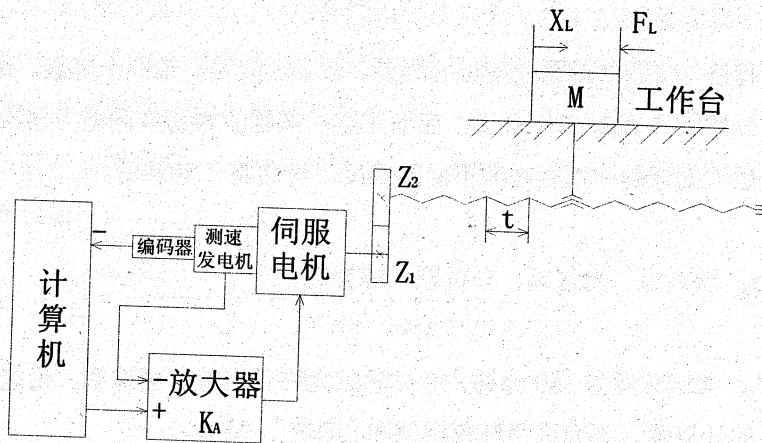 XL
FL
M
工作台
Z2
t
Z1
伺服
电机
测速
发电机
编码器
−
计
算
机
−放大器
+
KA